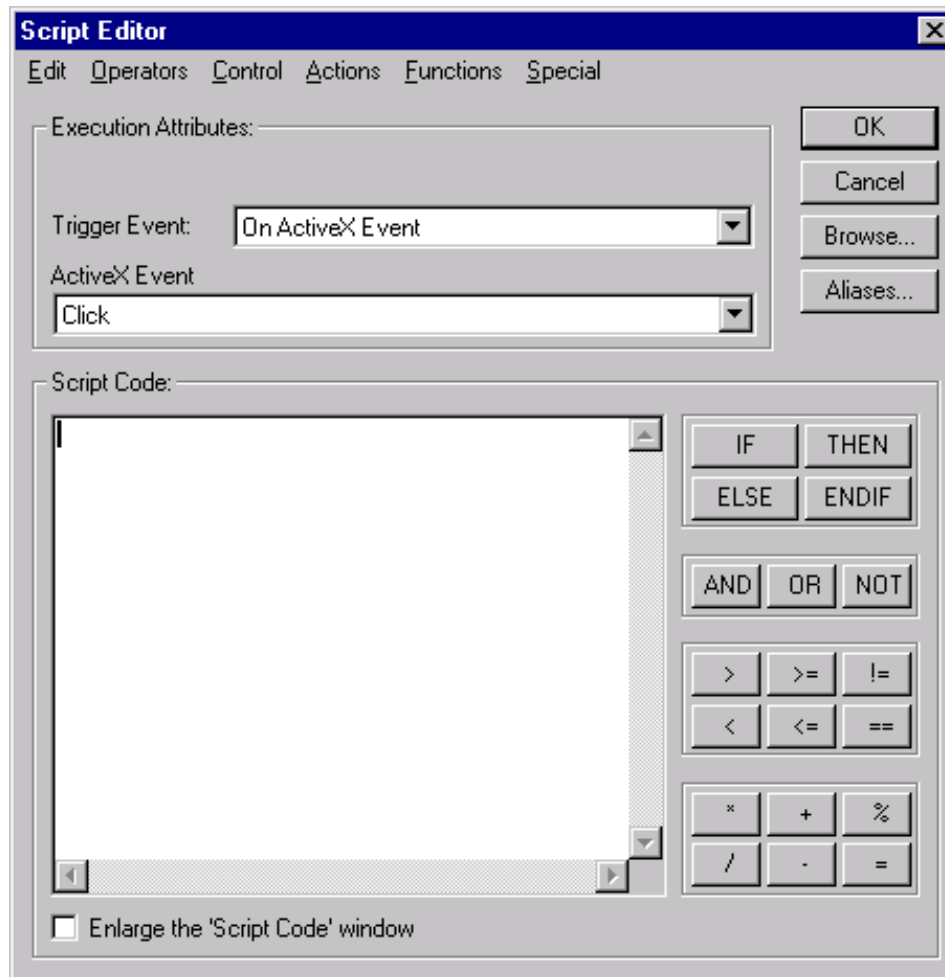 Script Editor
Edit Operators Control Actions Functions Special
Execution Attributes:
OK
Cancel
Trigger Event: On ActiveX Event
Browse...
ActiveX Event
Aliases...
Click
Script Code:
IF THEN
ELSE ENDIF
AND OR NOT
> >= !=
< <= ==
* + %
/ - =
Enlarge the 'Script Code' window